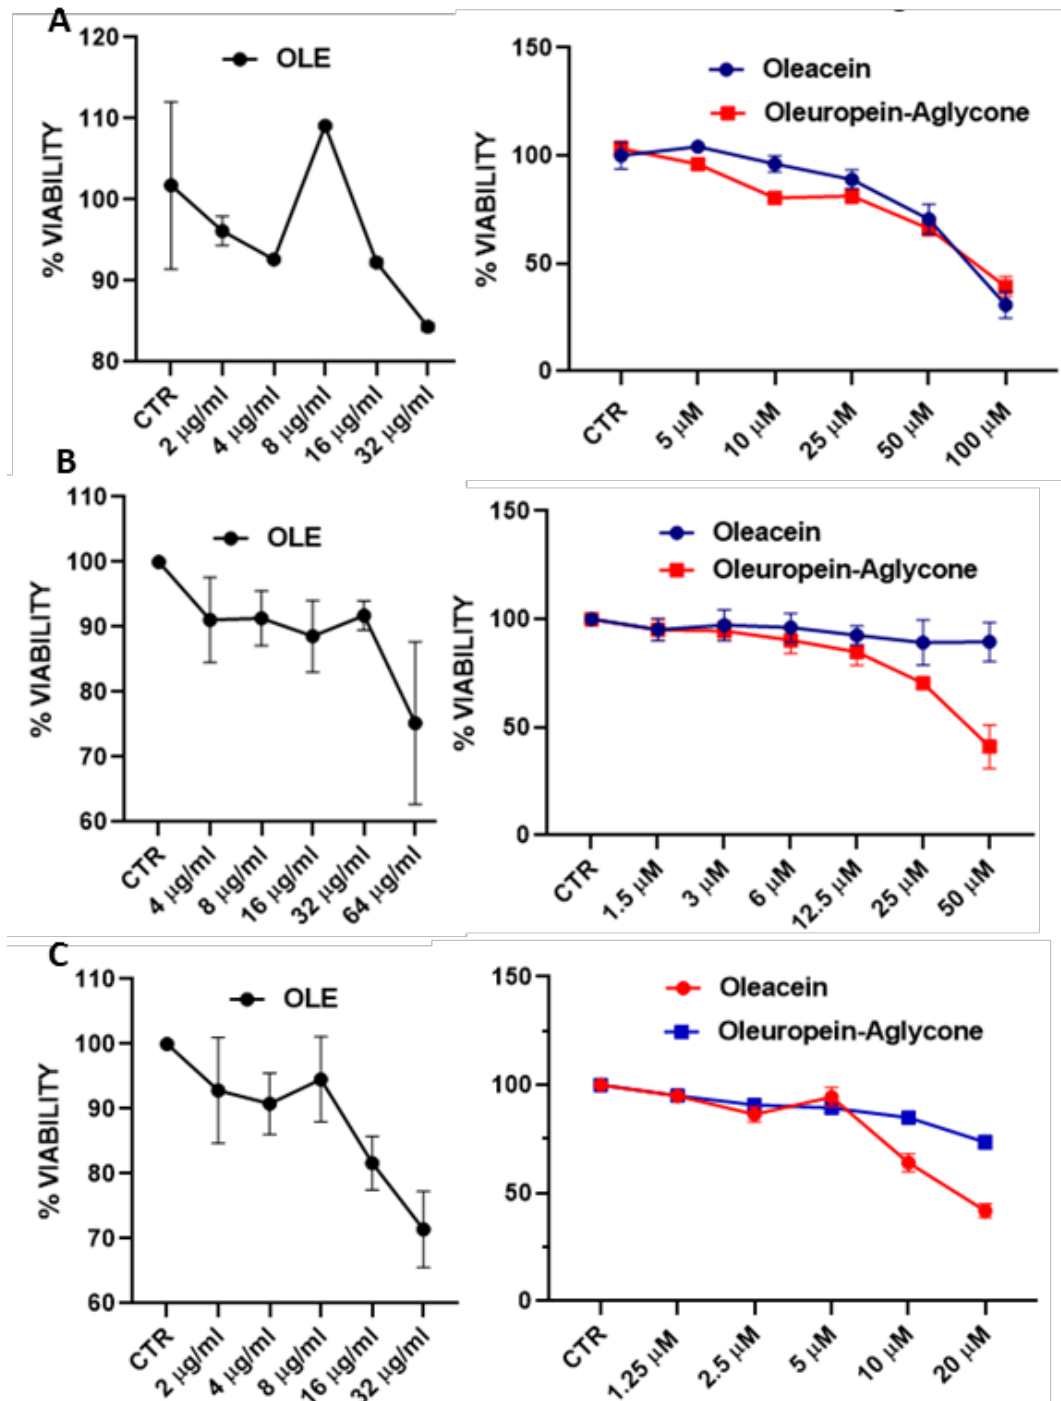 A
120
110
100
90
80
% VIABILITY
OLE
CTR
2 μg/ml
4 μg/ml
8 μg/ml
16 μg/ml
32 μg/ml
150
100
50
0
% VIABILITY
Oleacein
Oleuropein-Aglycone
CTR
5 μM
10 μM
25 μM
50 μM
100 μM
B
110
100
90
80
70
60
% VIABILITY
OLE
CTR
4 μg/ml
8 μg/ml
16 μg/ml
32 μg/ml
64 μg/ml
150
100
50
0
% VIABILITY
Oleacein
Oleuropein-Aglycone
CTR
1.5 μM
3 μM
6 μM
12.5 μM
25 μM
50 μM
C
110
100
90
80
70
60
% VIABILITY
OLE
CTR
2 μg/ml
4 μg/ml
8 μg/ml
16 μg/ml
32 μg/ml
150
100
50
0
% VIABILITY
Oleacein
Oleuropein-Aglycone
CTR
1.25 μM
2.5 μM
5 μM
10 μM
20 μM